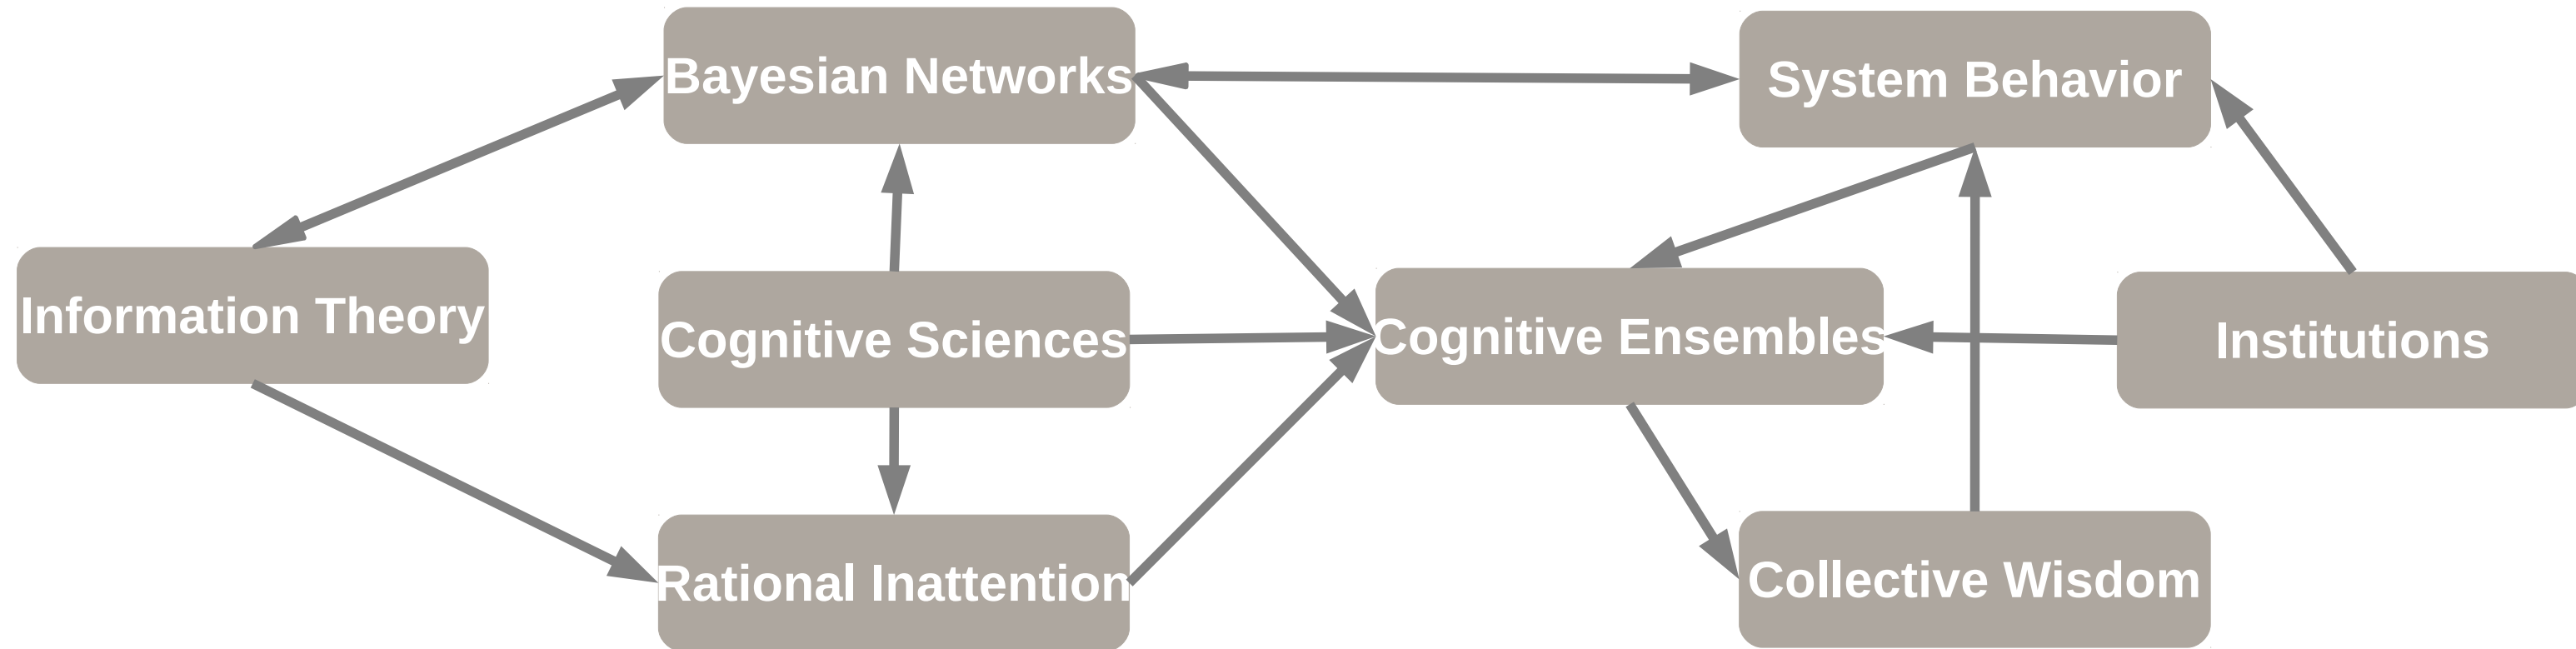 Bayesian Networks
System Behavior
Information Theory
Cognitive Sciences
Cognitive Ensembles
Institutions
Rational Inattention
Collective Wisdom